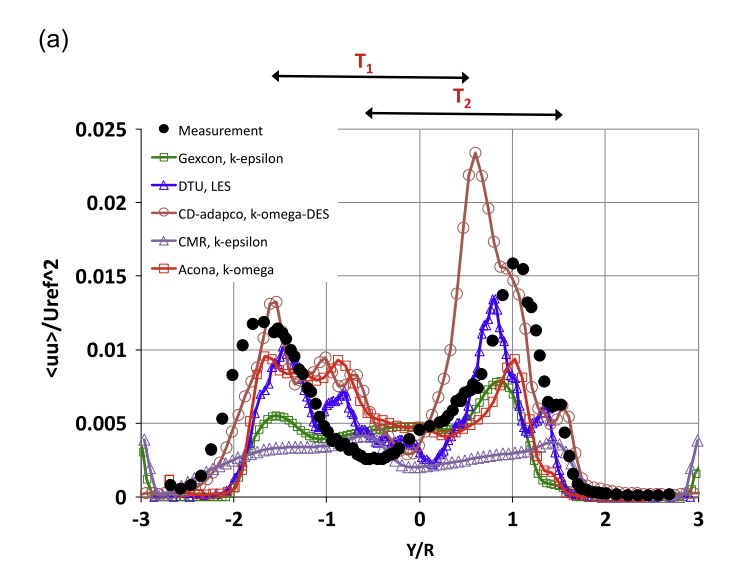 (a)
T1
T2
0.025
0.02
0.015
0.01
0.005
0
<uu>/Uref^2
Measurement
Gexcon, k-epsilon
DTU, LES
CD-adapco, k-omega-DES
CMR, k-epsilon
Acona, k-omega
-3 -2 -1 0 1 2 3
Y/R